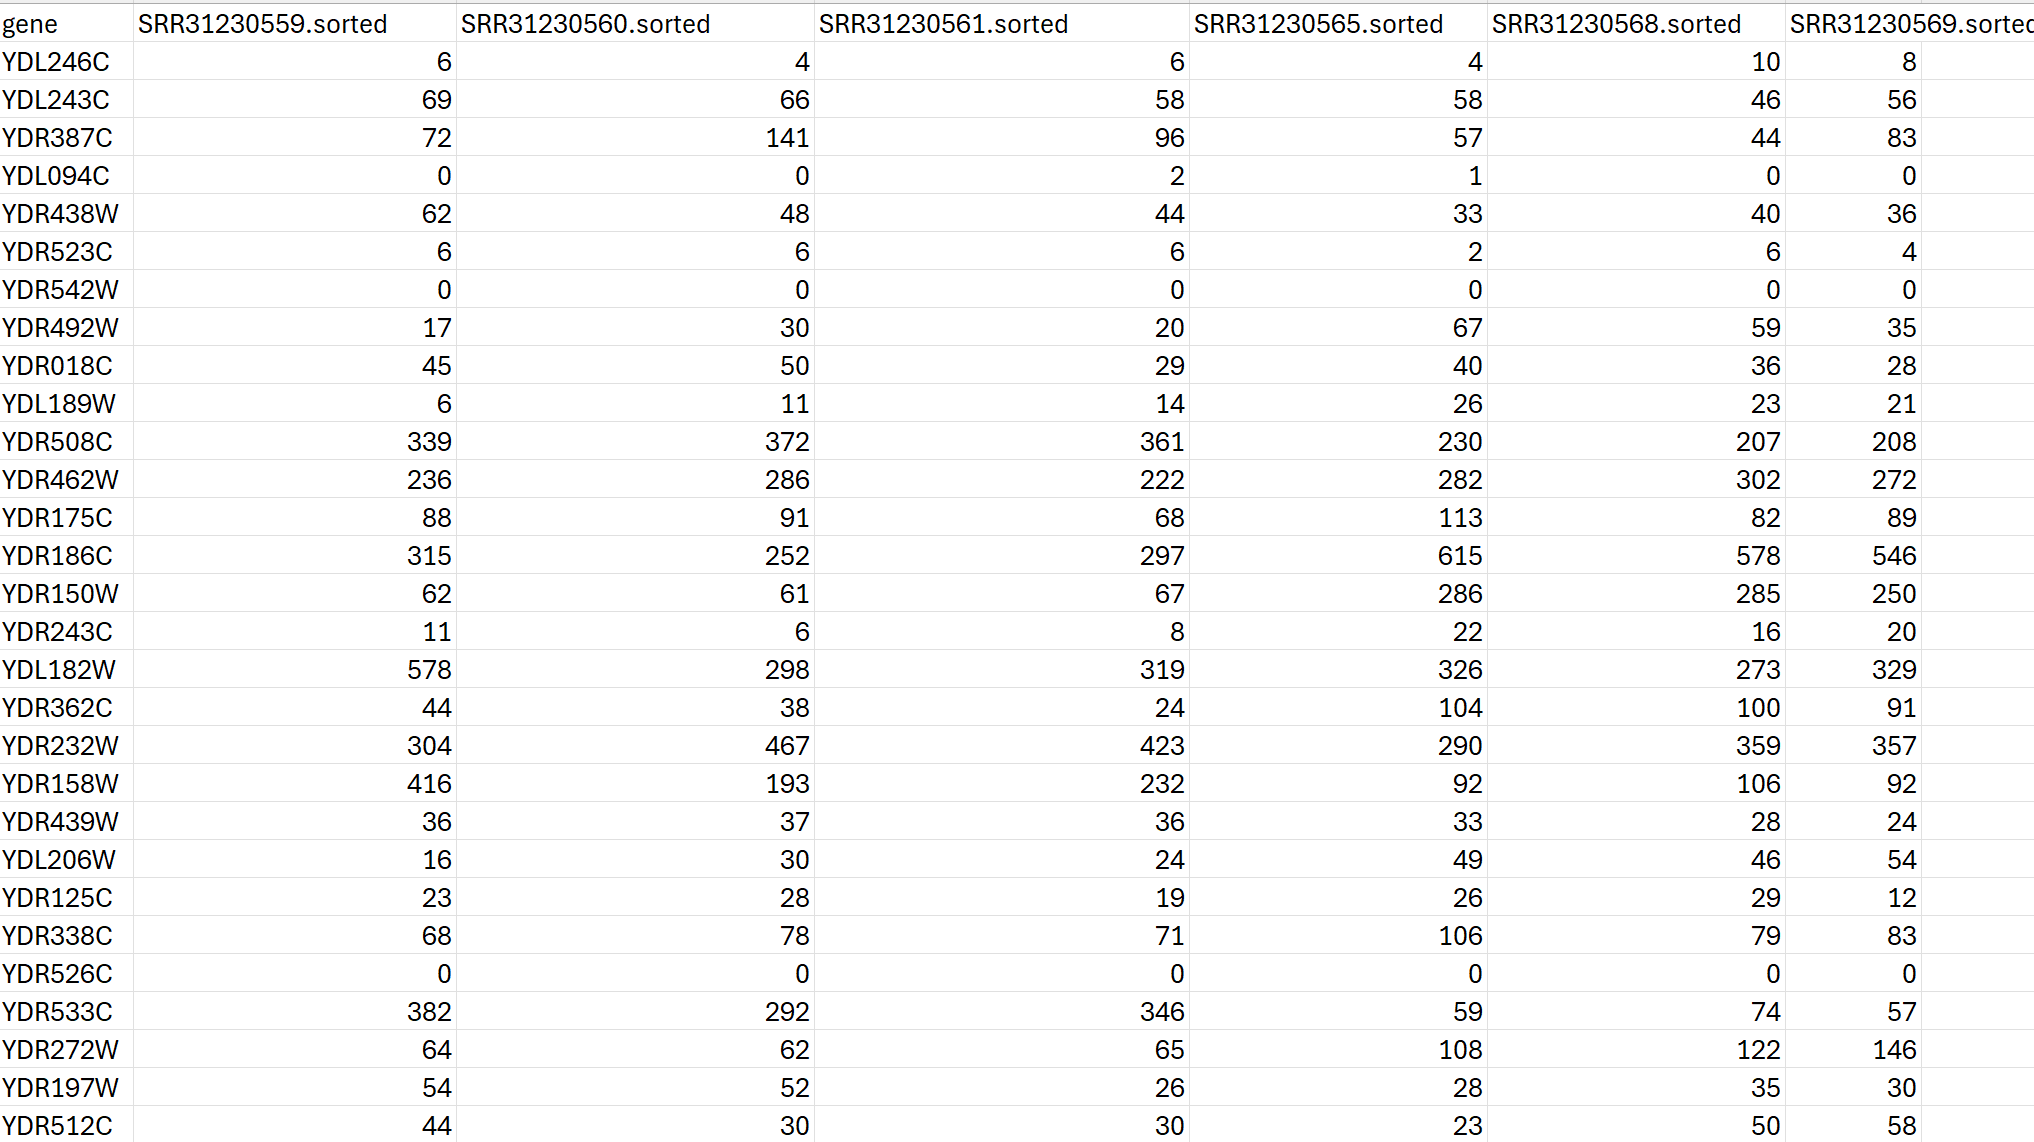 gene SRR31230559.sorted SRR31230560.sorted SRR31230561.sorted SRR31230565.sorted SRR31230568.sorted SRR31230569.sorted
YDL246C 6 4 6 4 10 8
YDL243C 69 66 58 58 46 56
YDR387C 72 141 96 57 44 83
YDL094C 0 0 2 1 0 0
YDR438W 62 48 44 33 40 36
YDR523C 6 6 6 2 6 4
YDR542W 0 0 0 0 0 0
YDR492W 17 30 20 67 59 35
YDR018C 45 50 29 40 36 28
YDL189W 6 11 14 26 23 21
YDR508C 339 372 361 230 207 208
YDR462W 236 286 222 282 302 272
YDR175C 88 91 68 113 82 89
YDR186C 315 252 297 615 578 546
YDR150W 62 61 67 286 285 250
YDR243C 11 6 8 22 16 20
YDL182W 578 298 319 326 273 329
YDR362C 44 38 24 104 100 91
YDR232W 304 467 423 290 359 357
YDR158W 416 193 232 92 106 92
YDR439W 36 37 36 33 28 24
YDL206W 16 30 24 49 46 54
YDR125C 23 28 19 26 29 12
YDR338C 68 78 71 106 79 83
YDR526C 0 0 0 0 0 0
YDR533C 382 292 346 59 74 57
YDR272W 64 62 65 108 122 146
YDR197W 54 52 26 28 35 30
YDR512C 44 30 30 23 50 58